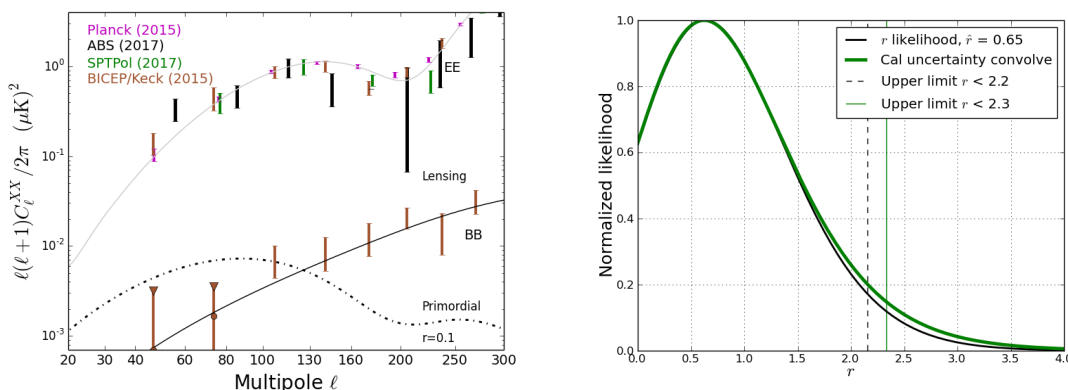 Planck (2015)
ABS (2017)
SPTPol (2017)
BICEP/Keck (2015)
EE
Lensing
BB
Primordial
r=0.1
ℓ(ℓ+1)C_ℓ^{XX}/2π (μK)²
10¹
10⁰
10⁻¹
10⁻²
10⁻³
20 30 40 60 80 100 130 160 200 250 300
Multipole ℓ
r likelihood, r̂ = 0.65
Cal uncertainty convolve
Upper limit r < 2.2
Upper limit r < 2.3
Normalized likelihood
1.0
0.8
0.6
0.4
0.2
0.0
0.0 0.5 1.0 1.5 2.0 2.5 3.0 3.5 4.0
r